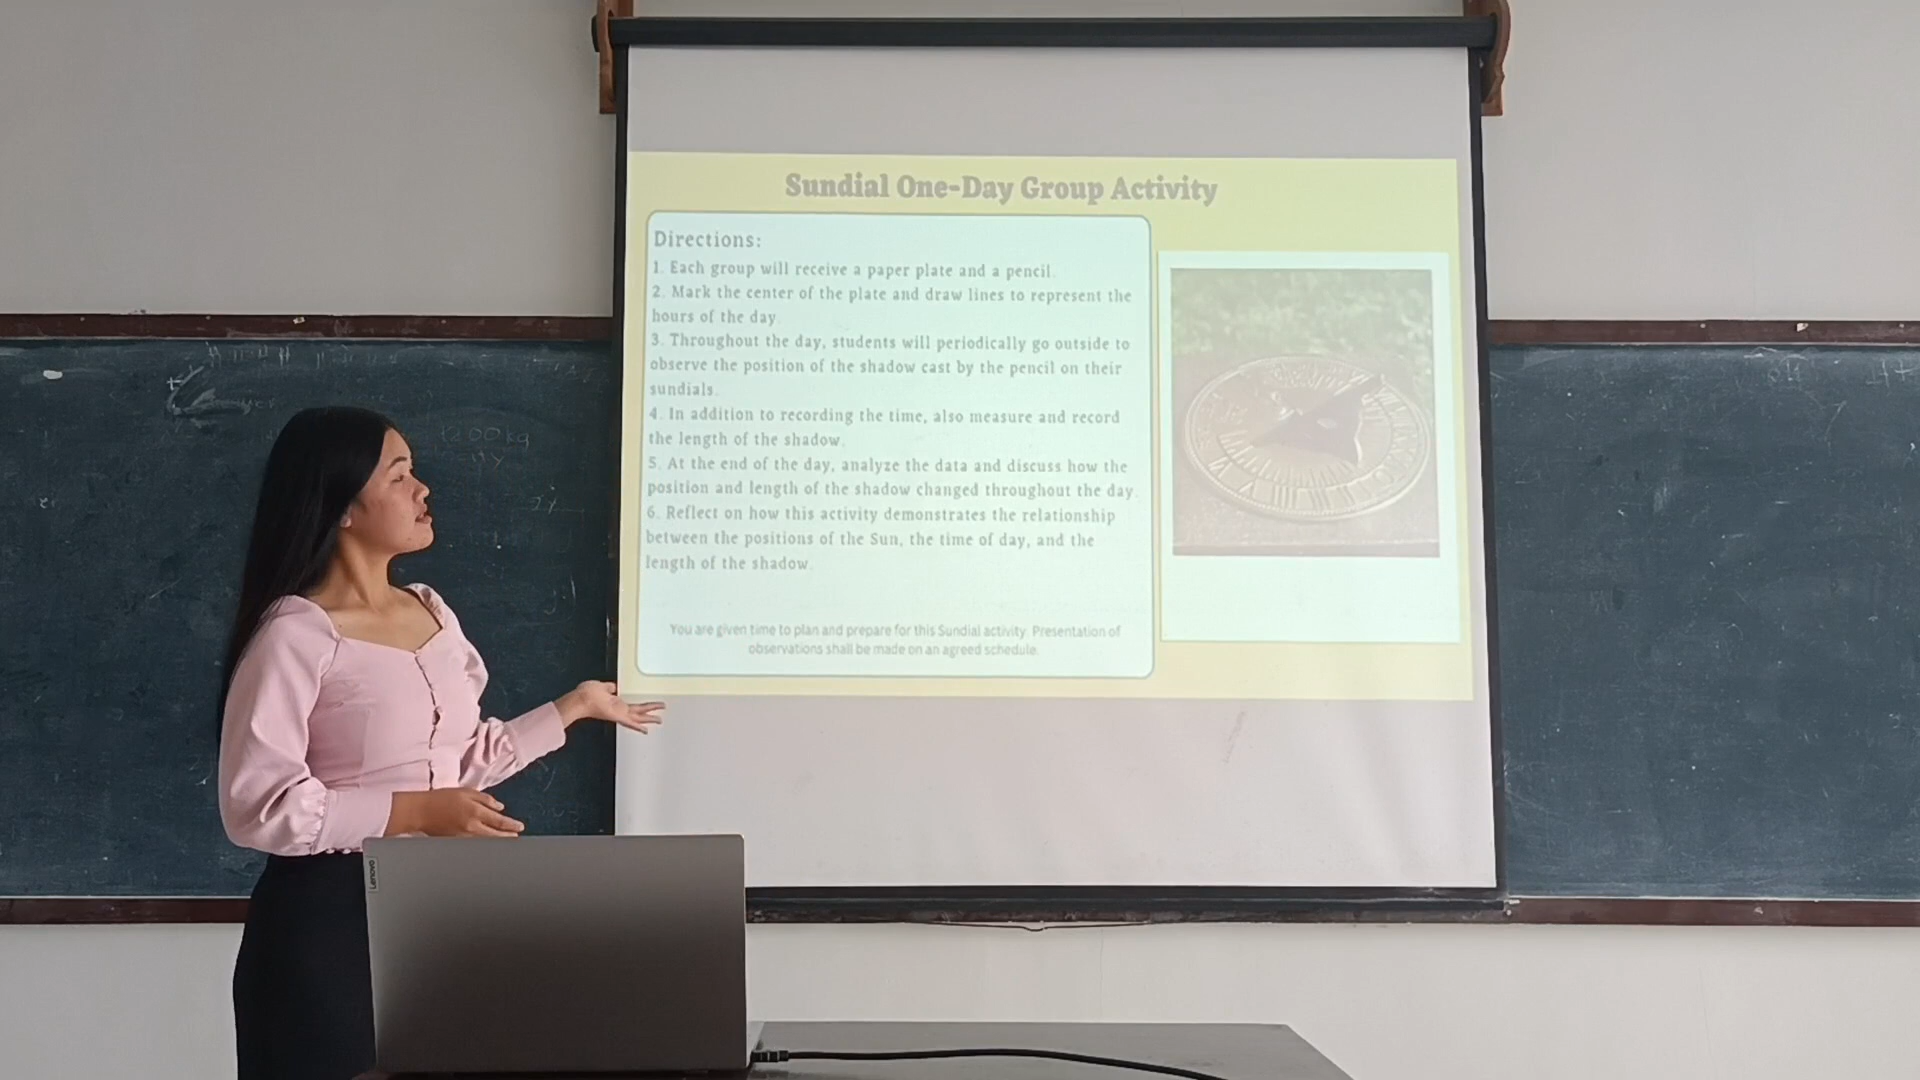 Sundial One-Day Group Activity
Directions:
1. Each group will receive a paper plate and a pencil.
2. Mark the center of the plate and draw lines to represent the
hours of the day.
3. Throughout the day, students will periodically go outside to
observe the position of the shadow cast by the pencil on their
sundials.
4. In addition to recording the time, also measure and record
the length of the shadow.
5. At the end of the day, analyze the data and discuss how the
position and length of the shadow changed throughout the day.
6. Reflect on how this activity demonstrates the relationship
between the positions of the Sun, the time of day, and the
length of the shadow.
You are given time to plan and prepare for this Sundial activity. Presentation of
observations shall be made on an agreed schedule.
1200kg
Lenovo